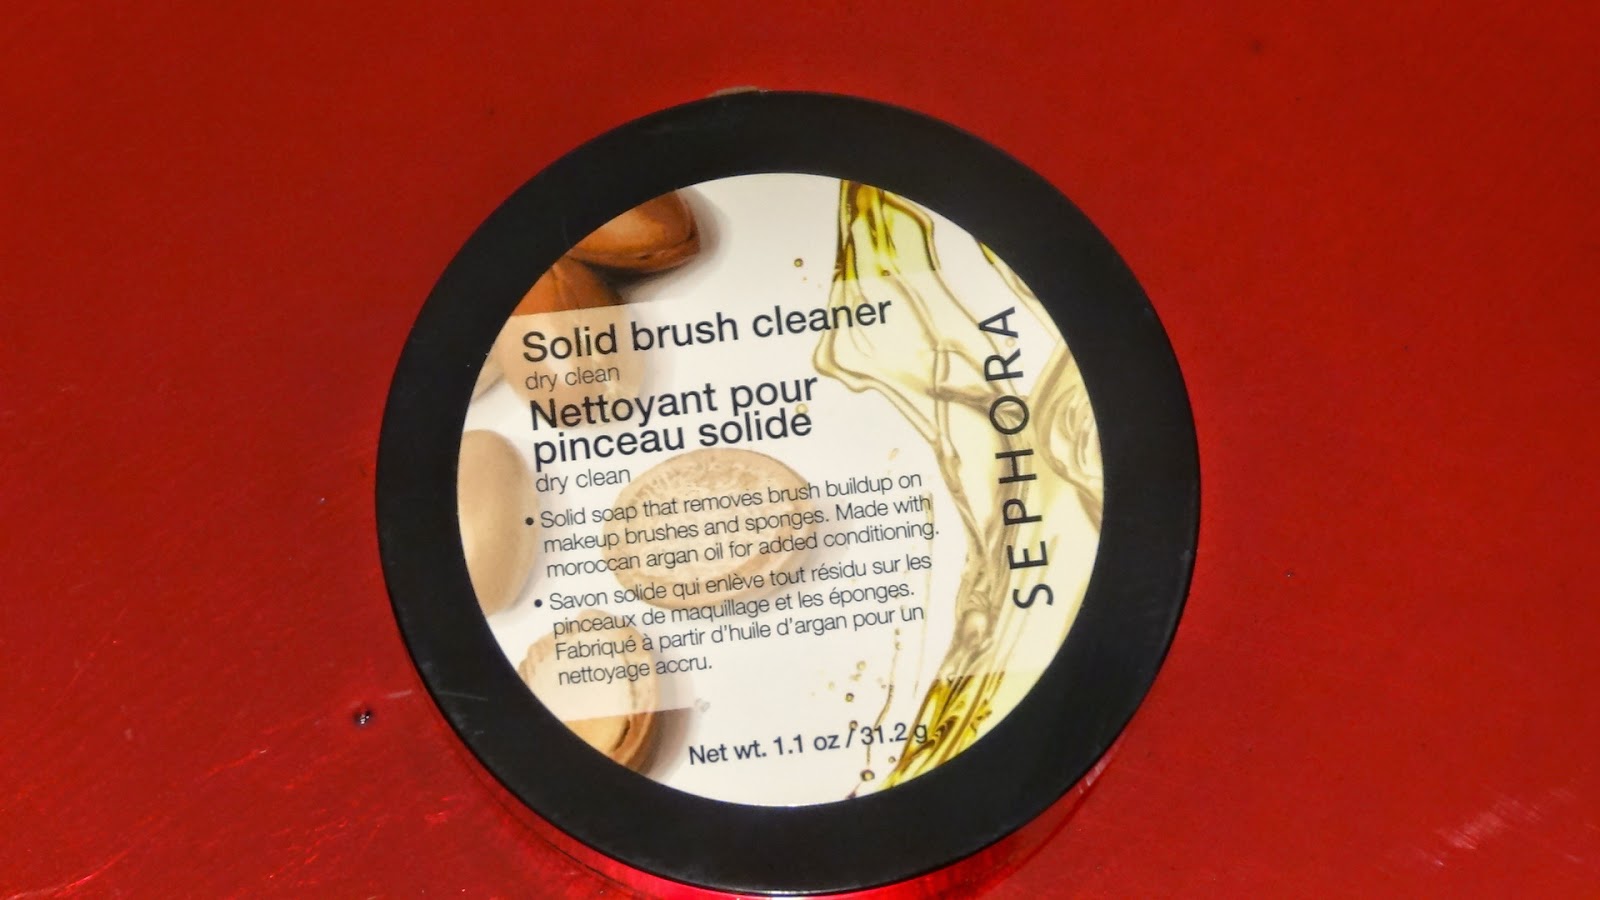 Solid brush cleaner
dry clean
Nettoyant pour
pinceau solide
dry clean
• Solid soap that removes brush buildup on
makeup brushes and sponges. Made with
moroccan argan oil for added conditioning.
• Savon solide qui enlève tout résidu sur les
pinceaux de maquillage et les éponges.
Fabriqué à partir d'huile d'argan pour un
nettoyage accru.
Net wt. 1.1 oz / 31.2 g
SEPHORA